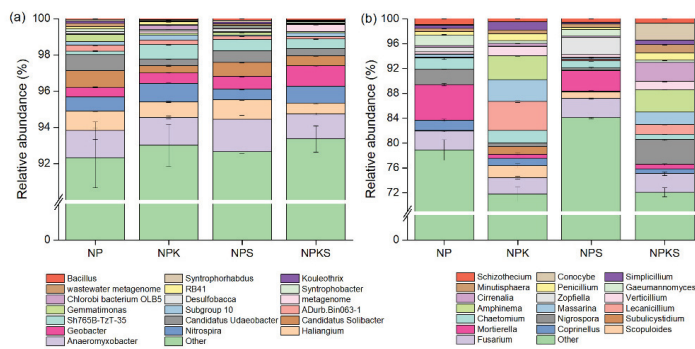 (a)
Relative abundance (%)
100
98
96
94
92
0
NP NPK NPS NPKS
Bacillus Syntrophorhabdus Kouleothrix
wastewater metagenome RB41 Syntrophobacter
Chlorobi bacterium OLB5 Desulfobacca metagenome
Gemmatimonas Subgroup 10 ADurb.Bin063-1
Sh765B-TzT-35 Candidatus Udaeobacter Candidatus Solibacter
Geobacter Nitrospira Haliangium
Anaeromyxobacter Other
(b)
Relative abundance (%)
100
96
92
88
84
80
76
72
0
NP NPK NPS NPKS
Schizothecium Conocybe Simplicillium
Minutisphaera Penicillium Gaeumannomyces
Cirrenalia Zopfiella Verticillium
Amphinema Massarina Lecanicillium
Chaetomium Nigrospora Subulicystidium
Mortierella Coprinellus Scopuloides
Fusarium Other